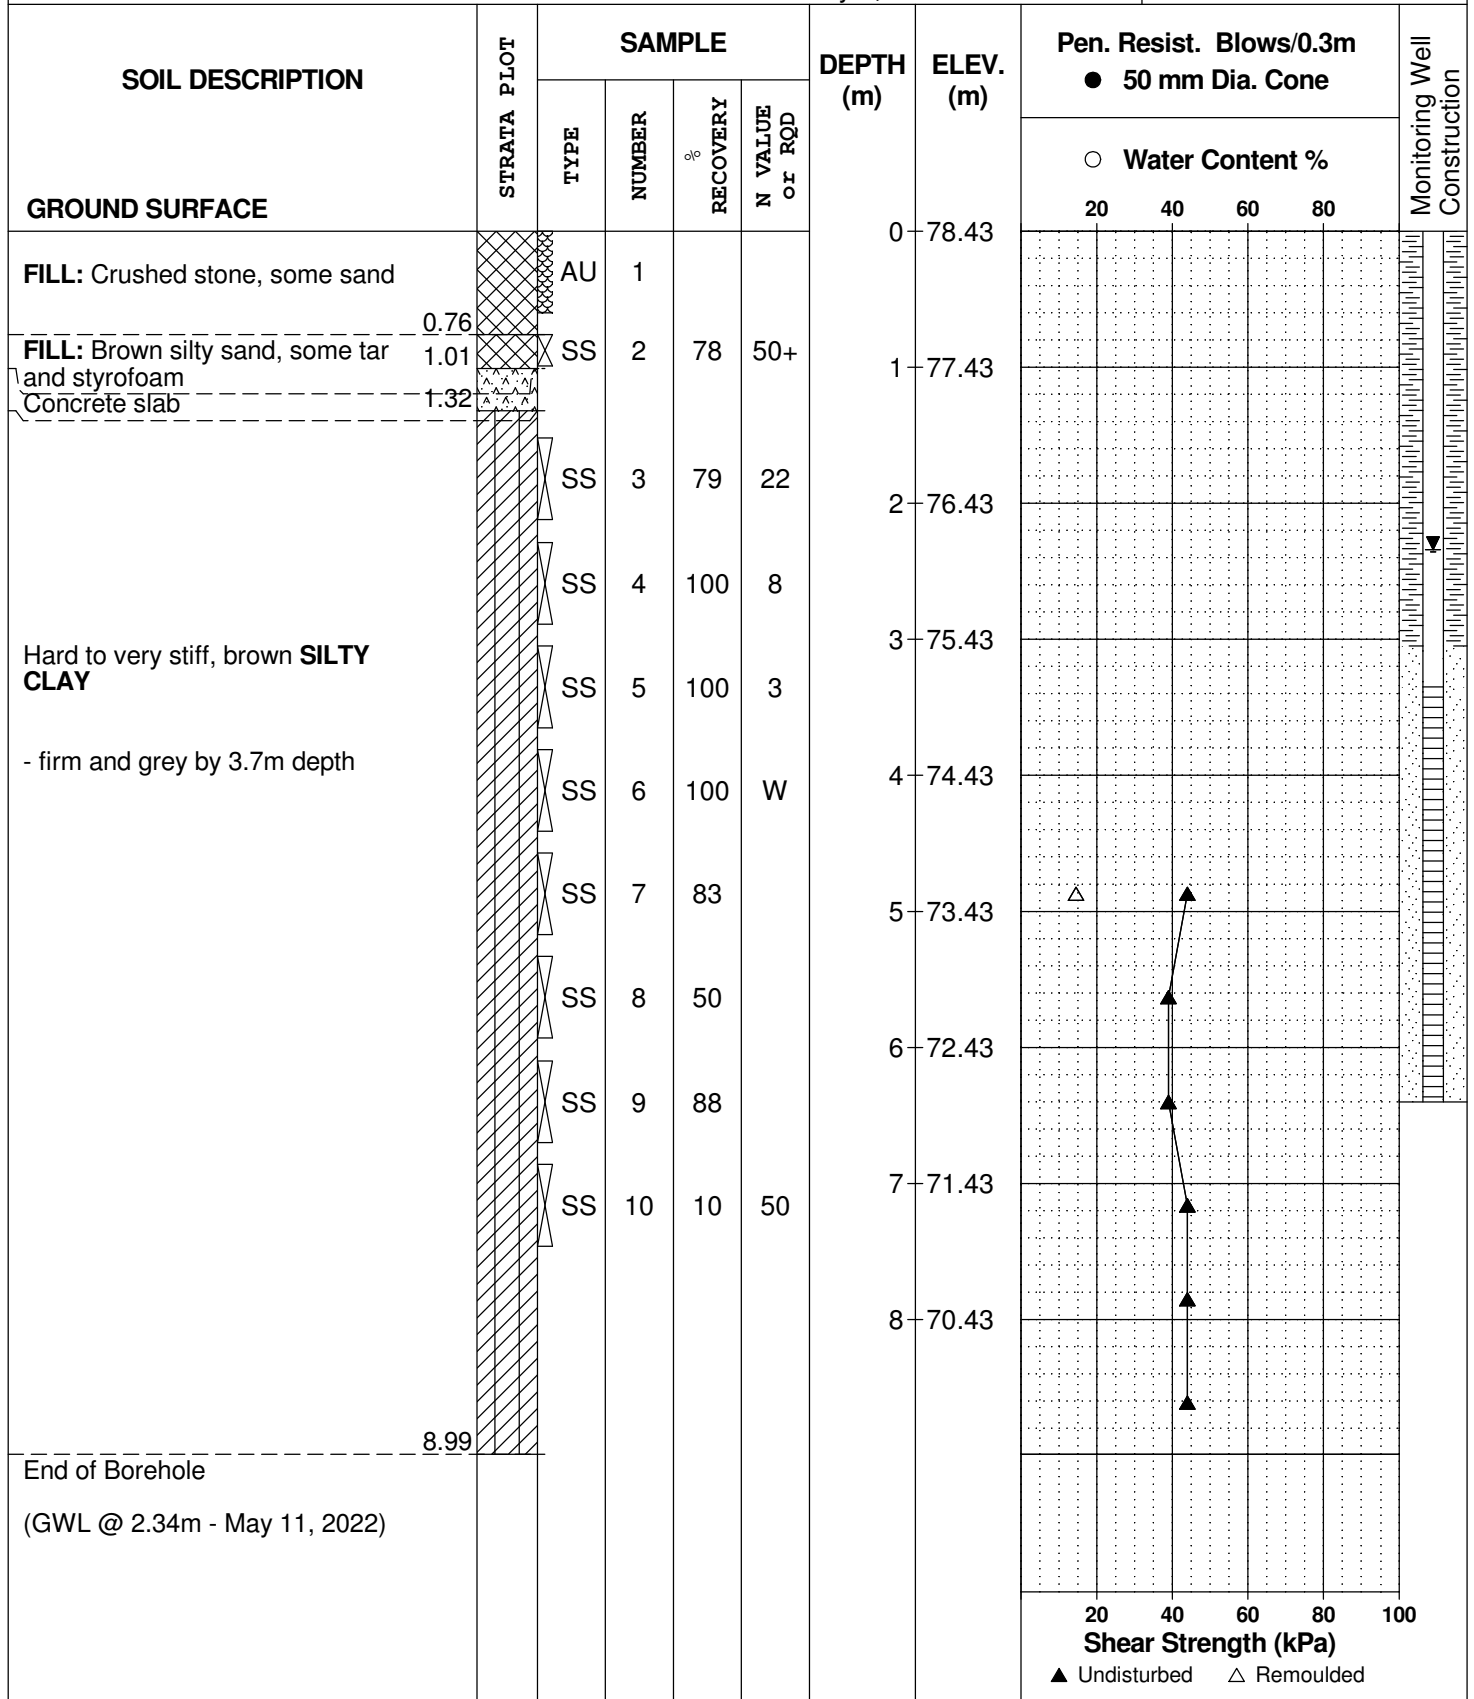 SOIL DESCRIPTION
GROUND SURFACE
STRATA PLOT
SAMPLE
TYPE
NUMBER
% RECOVERY
N VALUE
or RQD
DEPTH
(m)
ELEV.
(m)
Pen. Resist. Blows/0.3m
● 50 mm Dia. Cone
○ Water Content %
20 40 60 80
Monitoring Well
Construction
0 78.43
FILL: Crushed stone, some sand
0.76
AU 1
FILL: Brown silty sand, some tar
and styrofoam
1.01
SS 2 78 50+
1 77.43
Concrete slab
1.32
SS 3 79 22
2 76.43
SS 4 100 8
3 75.43
Hard to very stiff, brown SILTY
CLAY
SS 5 100 3
- firm and grey by 3.7m depth
4 74.43
SS 6 100 W
SS 7 83
5 73.43
SS 8 50
6 72.43
SS 9 88
7 71.43
SS 10 10 50
8 70.43
8.99
End of Borehole
(GWL @ 2.34m - May 11, 2022)
20 40 60 80 100
Shear Strength (kPa)
▲ Undisturbed △ Remoulded